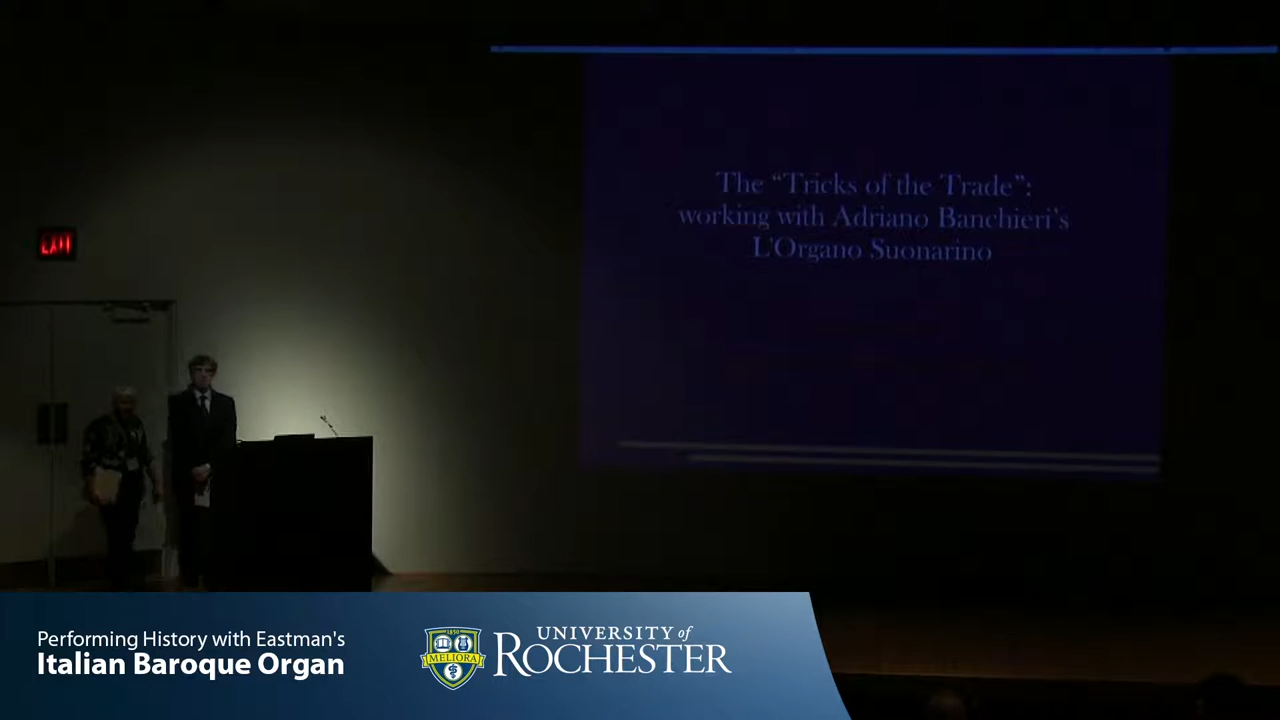 EXIT
The “Tricks of the Trade”:
working with Adriano Banchieri’s
L’Organo Suonarino
Performing History with Eastman's
Italian Baroque Organ
1850
MELIORA
UNIVERSITY of
ROCHESTER